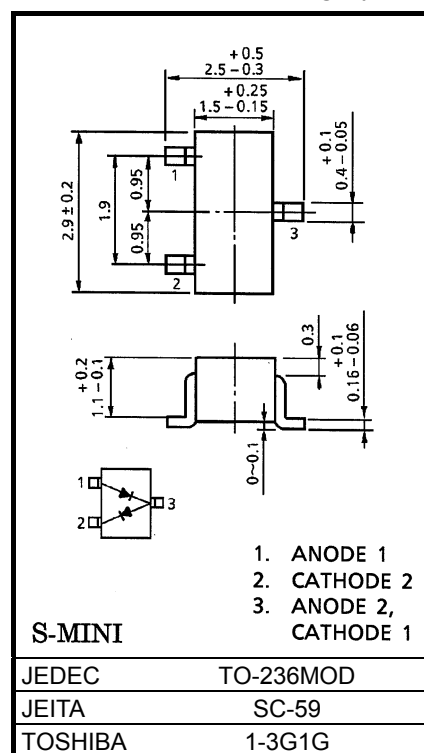 + 0.5
2.5 – 0.3
+ 0.25
1.5 – 0.15
+ 0.1
0.4 – 0.05
2.9 ± 0.2
1.9
0.95
0.95
1
2
3
+ 0.2
1.1 – 0.1
0.3
+ 0.1
0.16 – 0.06
0~0.1
1
2
3
1. ANODE 1
2. CATHODE 2
3. ANODE 2,
CATHODE 1
S-MINI
JEDEC TO-236MOD
JEITA SC-59
TOSHIBA 1-3G1G